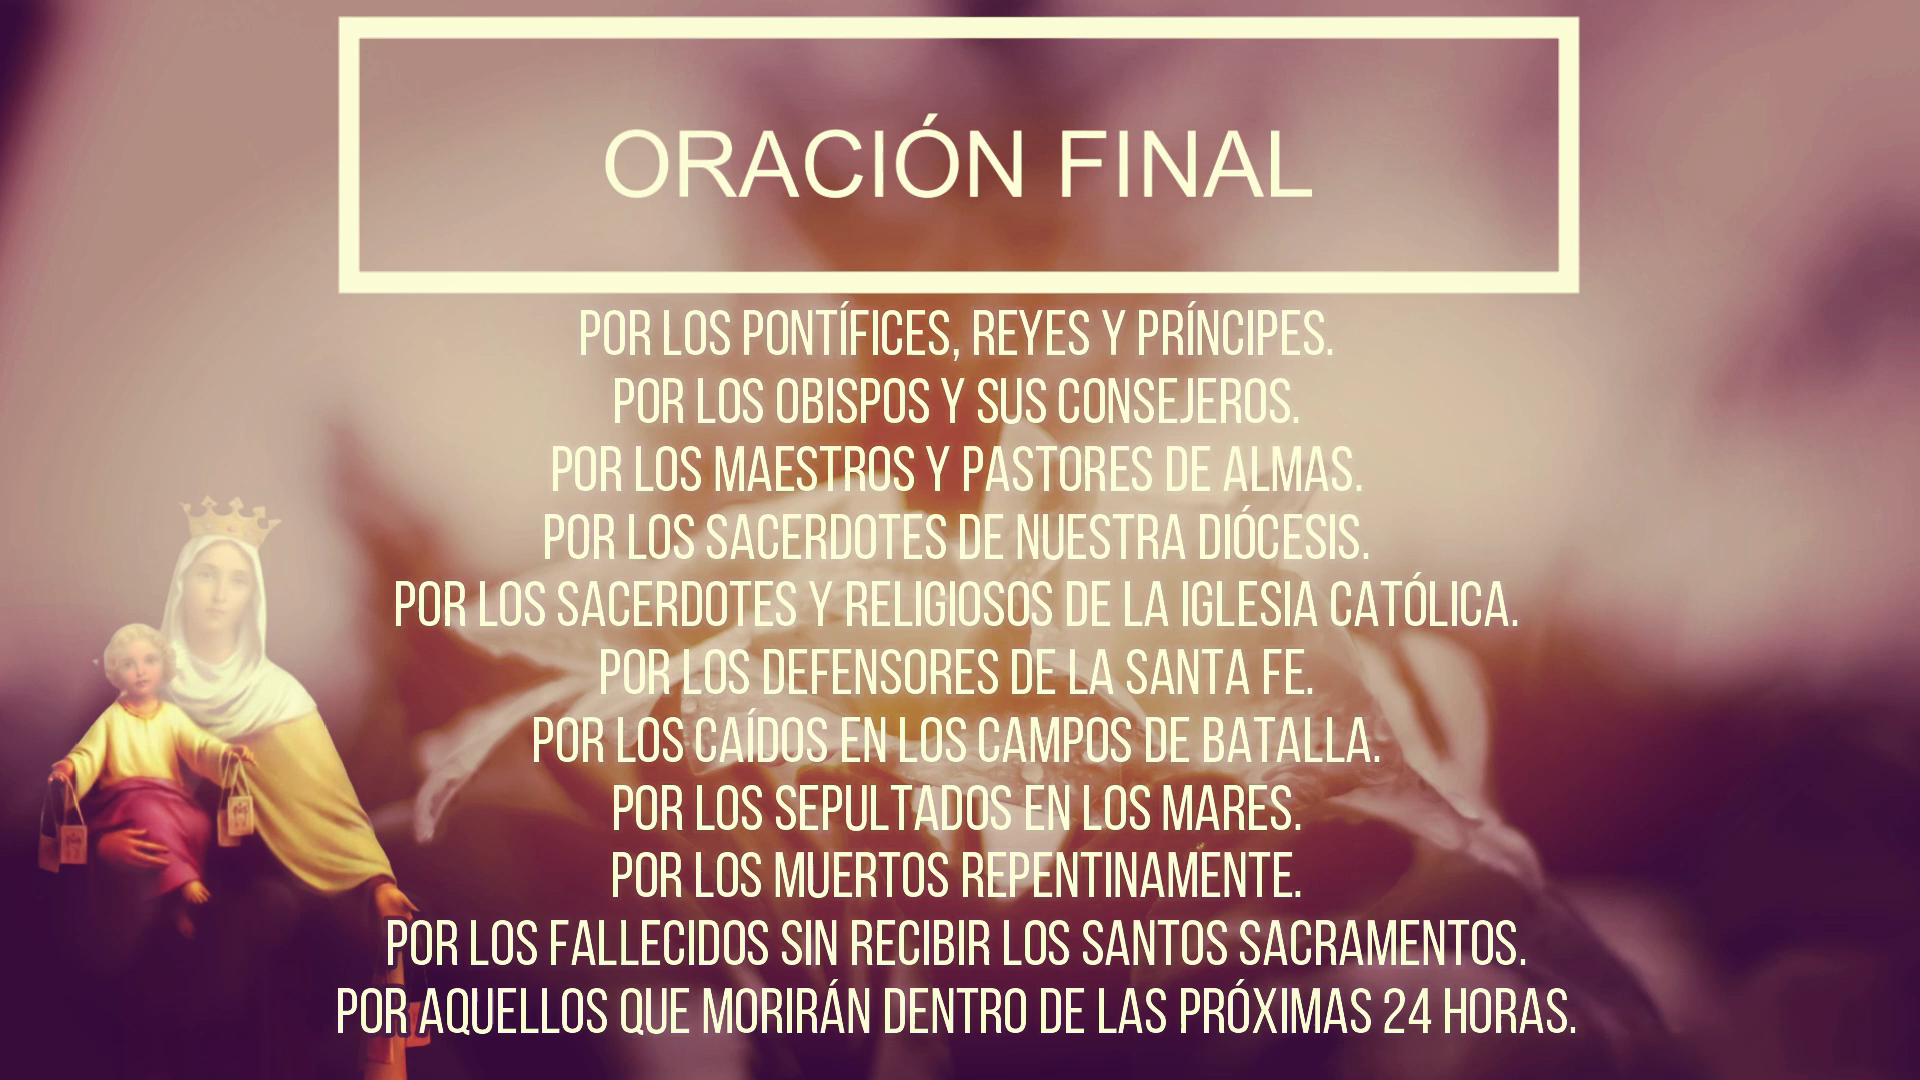 ORACIÓN FINAL
POR LOS PONTÍFICES, REYES Y PRÍNCIPES.
POR LOS OBISPOS Y SUS CONSEJEROS.
POR LOS MAESTROS Y PASTORES DE ALMAS.
POR LOS SACERDOTES DE NUESTRA DIÓCESIS.
POR LOS SACERDOTES Y RELIGIOSOS DE LA IGLESIA CATÓLICA.
POR LOS DEFENSORES DE LA SANTA FE.
POR LOS CAÍDOS EN LOS CAMPOS DE BATALLA.
POR LOS SEPULTADOS EN LOS MARES.
POR LOS MUERTOS REPENTINAMENTE.
POR LOS FALLECIDOS SIN RECIBIR LOS SANTOS SACRAMENTOS.
POR AQUELLOS QUE MORIRÁN DENTRO DE LAS PRÓXIMAS 24 HORAS.